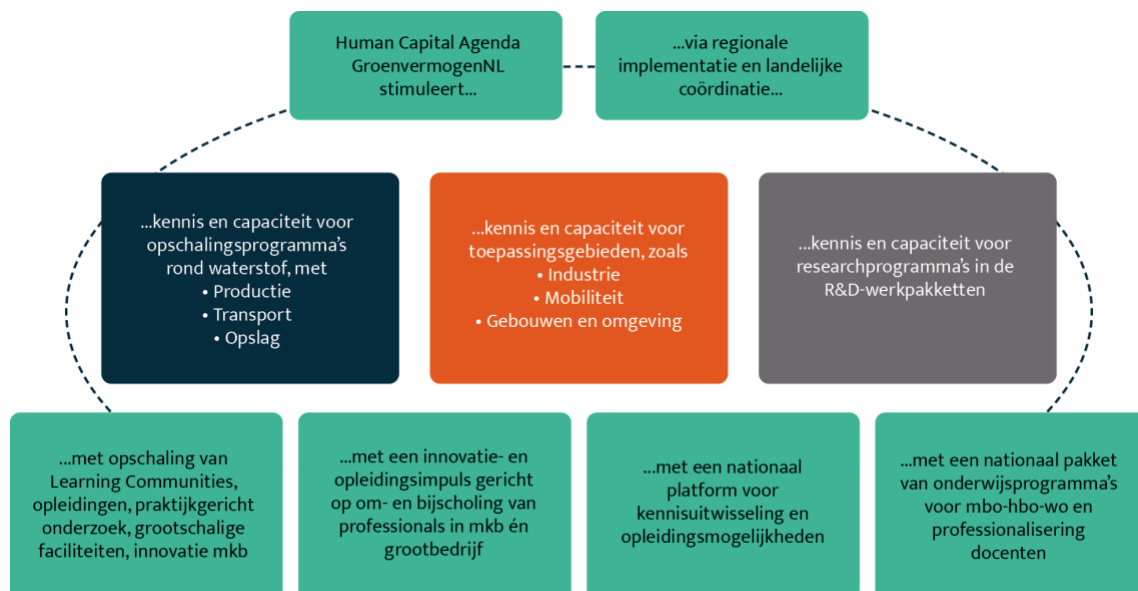 Human Capital Agenda
GroenvermogenNL
stimuleert...
...via regionale
implementatie en landelijke
coördinatie...
...kennis en capaciteit voor
opschalingsprogramma's
rond waterstof, met
• Productie
• Transport
• Opslag
...kennis en capaciteit voor
toepassingsgebieden, zoals
• Industrie
• Mobiliteit
• Gebouwen en omgeving
...kennis en capaciteit voor
researchprogramma's in de
R&D-werkpakketten
...met opschaling van
Learning Communities,
opleidingen, praktijkgericht
onderzoek, grootschalige
faciliteiten, innovatie mkb
...met een innovatie- en
opleidingsimpuls gericht
op om- en bijscholing van
professionals in mkb én
grootbedrijf
...met een nationaal
platform voor
kennisuitwisseling en
opleidingsmogelijkheden
...met een nationaal pakket
van onderwijsprogramma's
voor mbo-hbo-wo en
professionalisering
docenten